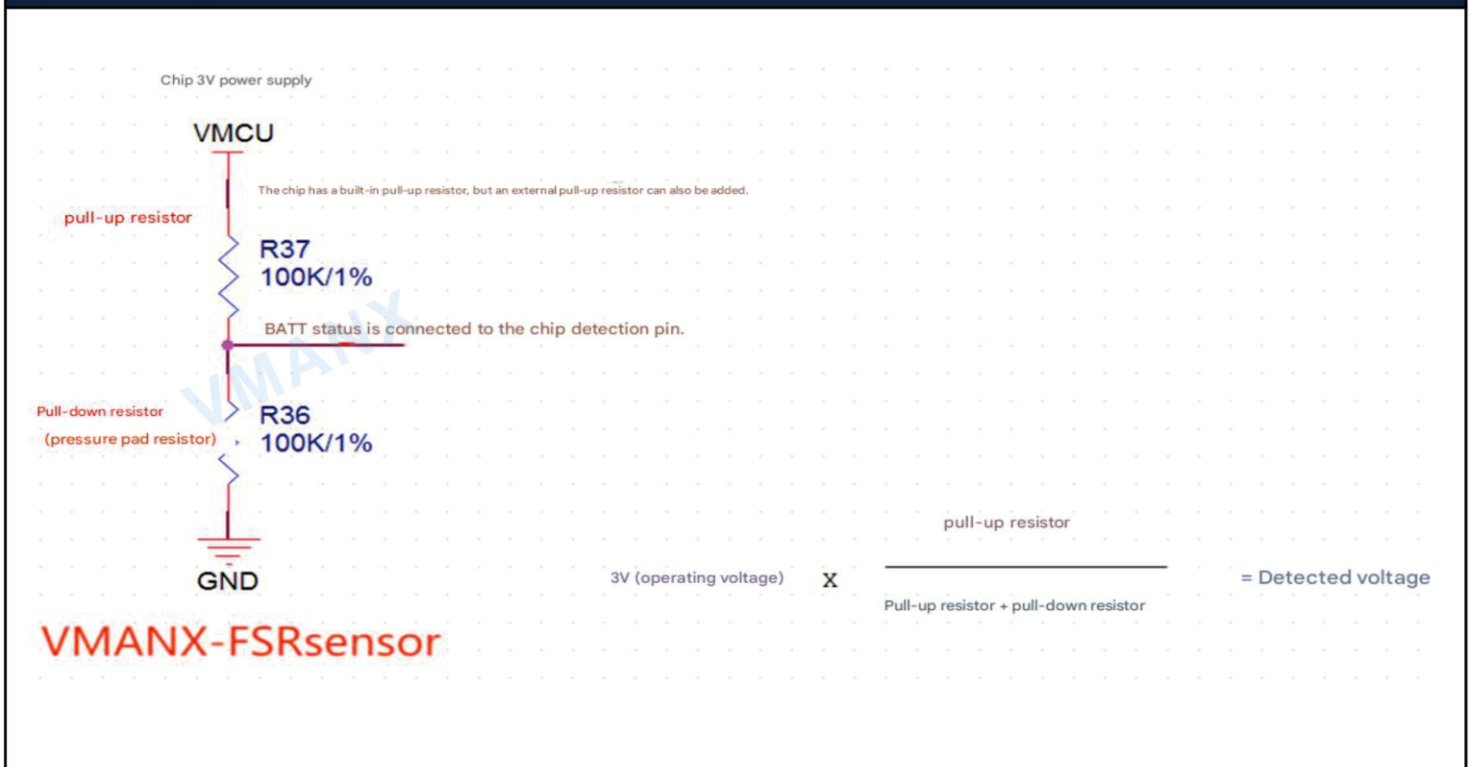 Chip 3V power supply
VMCU
The chip has a built-in pull-up resistor, but an external pull-up resistor can also be added.
pull-up resistor
R37
100K/1%
BATT status is connected to the chip detection pin.
VMANX
Pull-down resistor
(pressure pad resistor)
R36
100K/1%
GND
pull-up resistor
3V (operating voltage) x = Detected voltage
Pull-up resistor + pull-down resistor
VMANX-FSRsensor